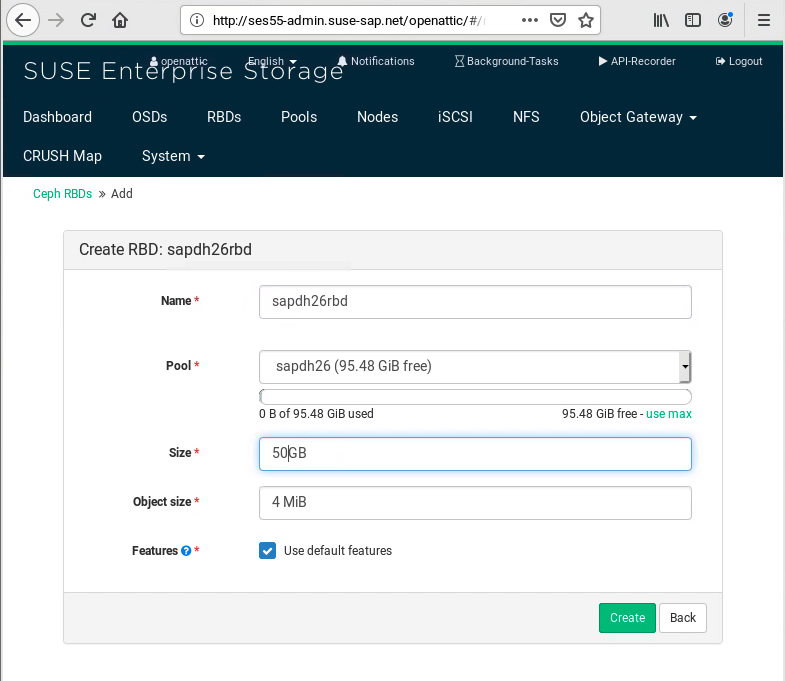 http://ses55-admin.suse-sap.net/openattic/#/
SUSE Enterprise Storage
openattic English Notifications Background-Tasks API-Recorder Logout
Dashboard OSDs RBDs Pools Nodes iSCSI NFS Object Gateway
CRUSH Map System
Ceph RBDs » Add
Create RBD: sapdh26rbd
Name * sapdh26rbd
Pool * sapdh26 (95.48 GiB free)
0 B of 95.48 GiB used 95.48 GiB free - use max
Size * 50GB
Object size * 4 MiB
Features ? * Use default features
Create Back